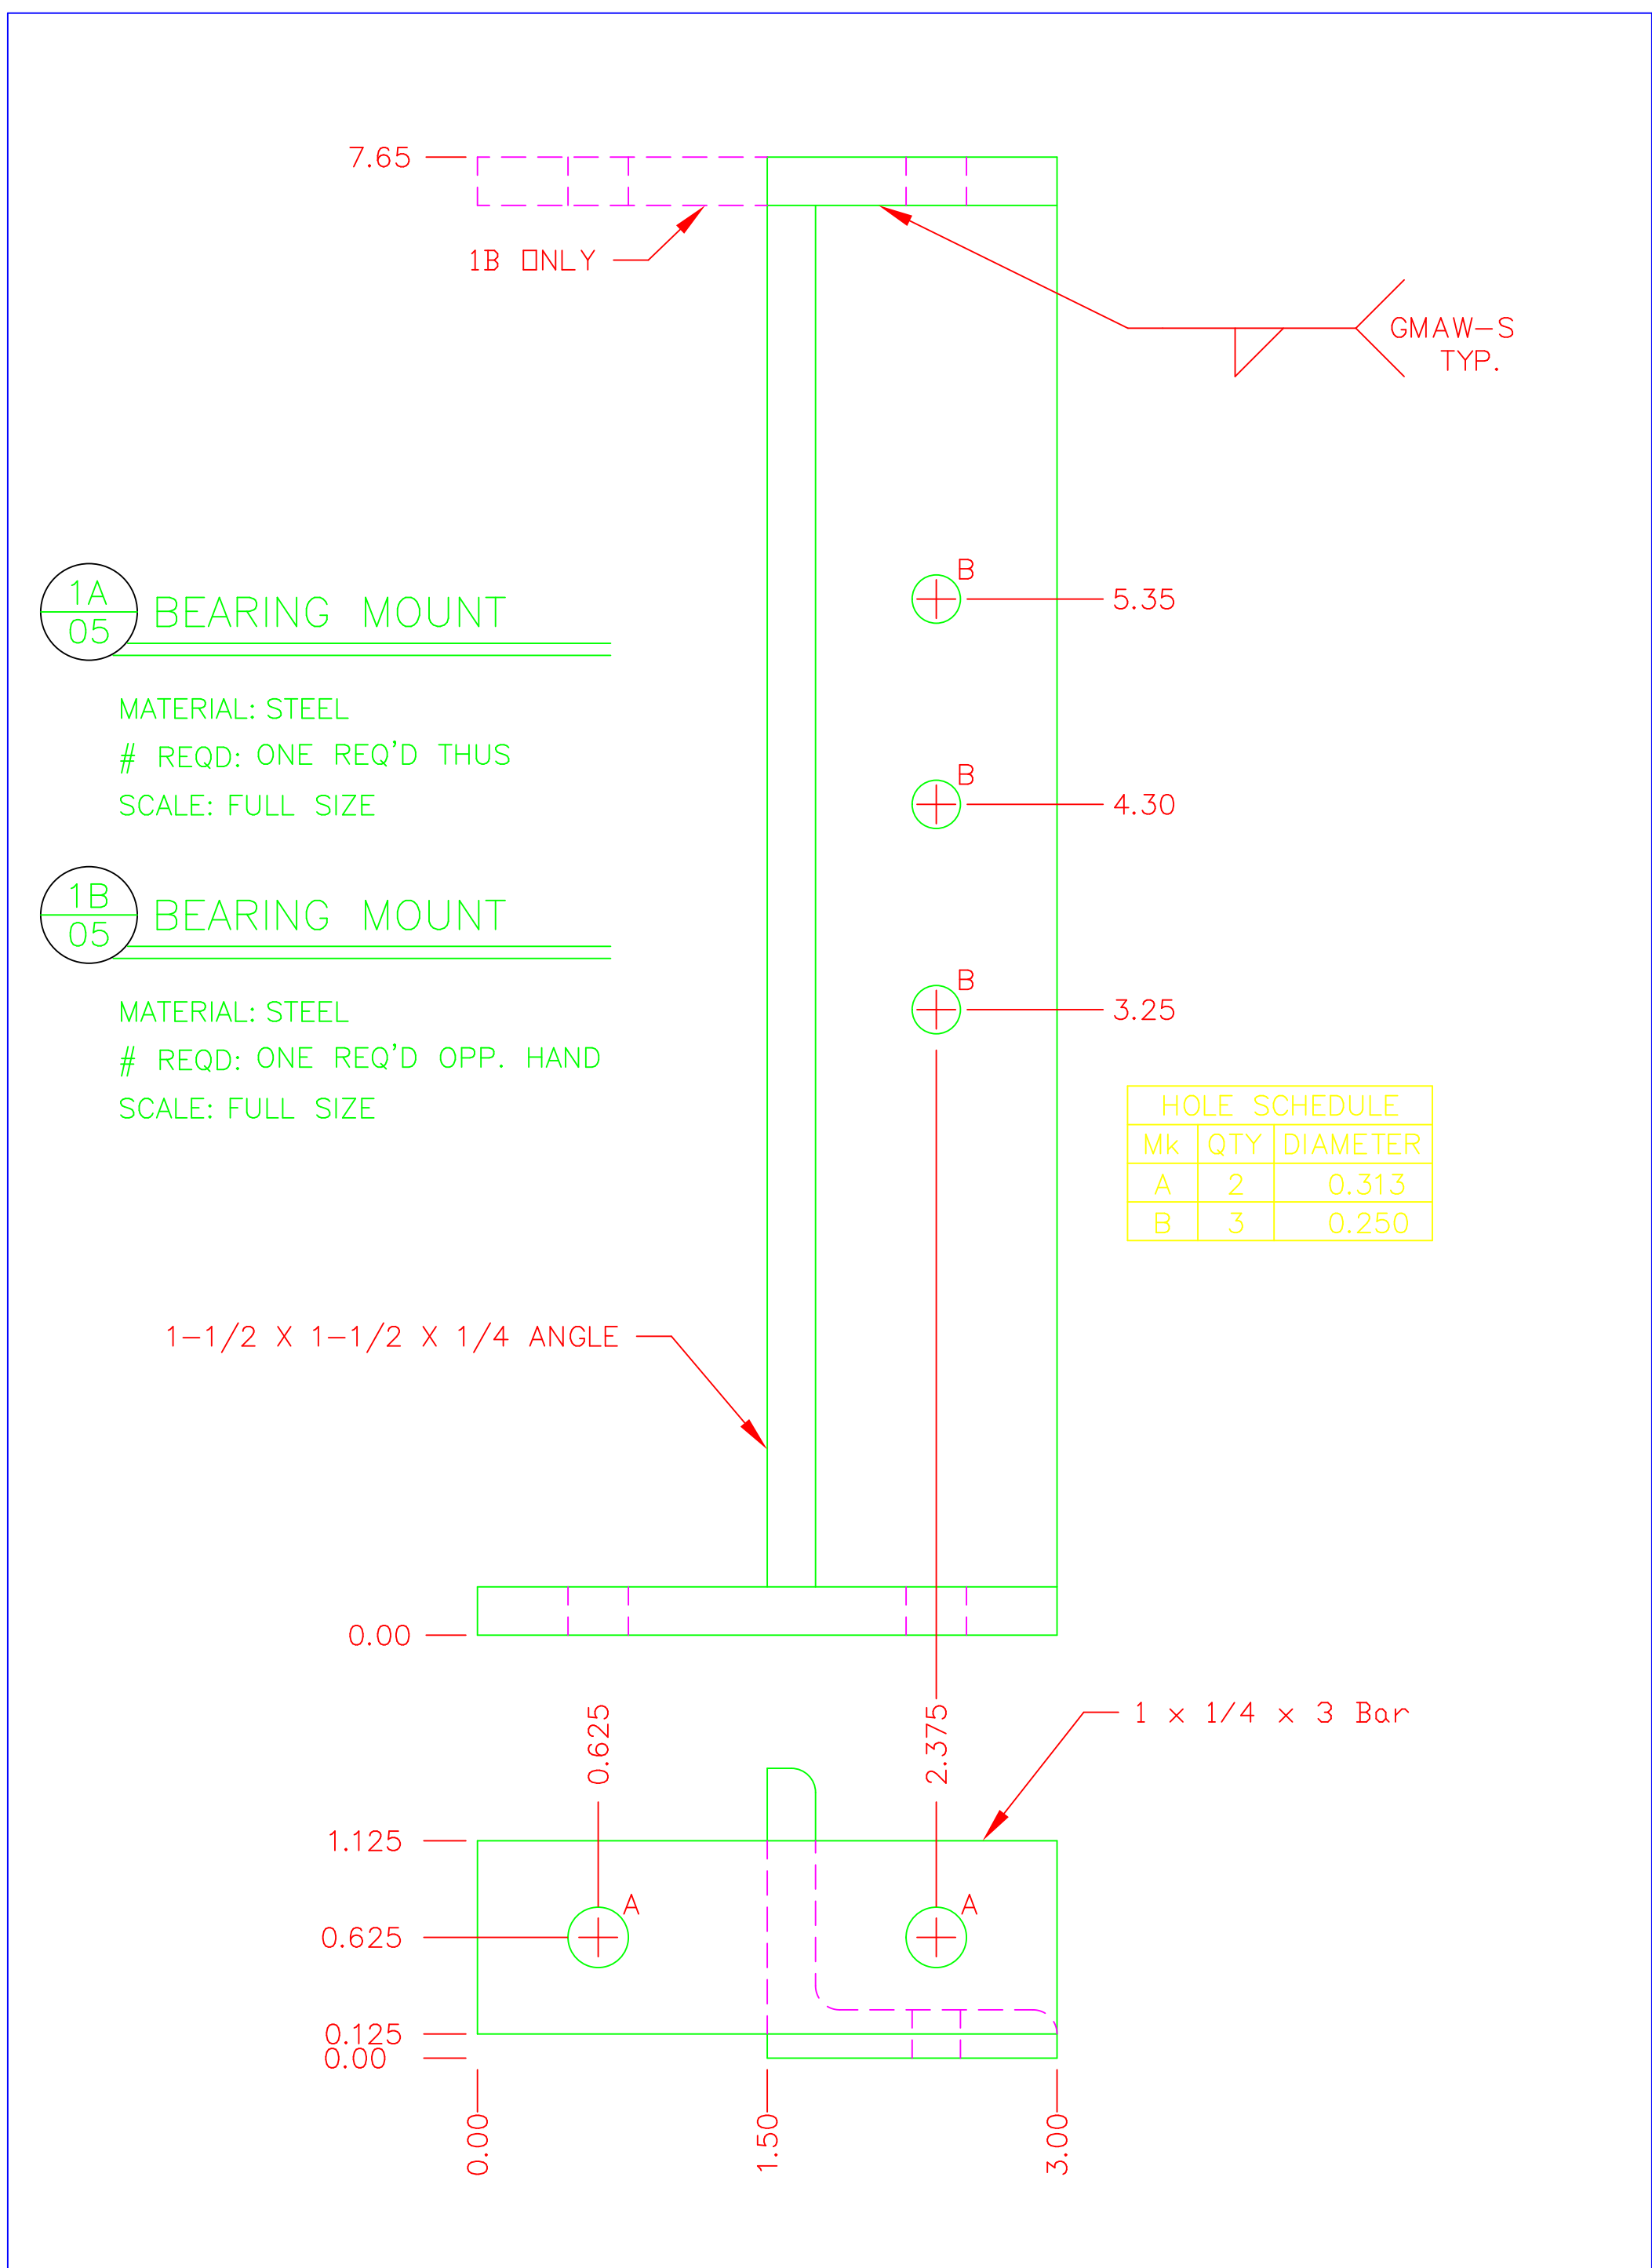 7.65
1B ONLY
GMAW-S
TYP.
B
5.35
1A
05
BEARING MOUNT
MATERIAL: STEEL
# REQD: ONE REQ'D THUS
SCALE: FULL SIZE
B
4.30
1B
05
BEARING MOUNT
MATERIAL: STEEL
# REQD: ONE REQ'D OPP. HAND
SCALE: FULL SIZE
B
3.25
HOLE SCHEDULE
Mk QTY DIAMETER
A 2 0.313
B 3 0.250
1-1/2 X 1-1/2 X 1/4 ANGLE
0.00
0.625
2.375
1 x 1/4 x 3 Bar
1.125
A
A
0.625
0.125
0.00
0.00
1.50
3.00